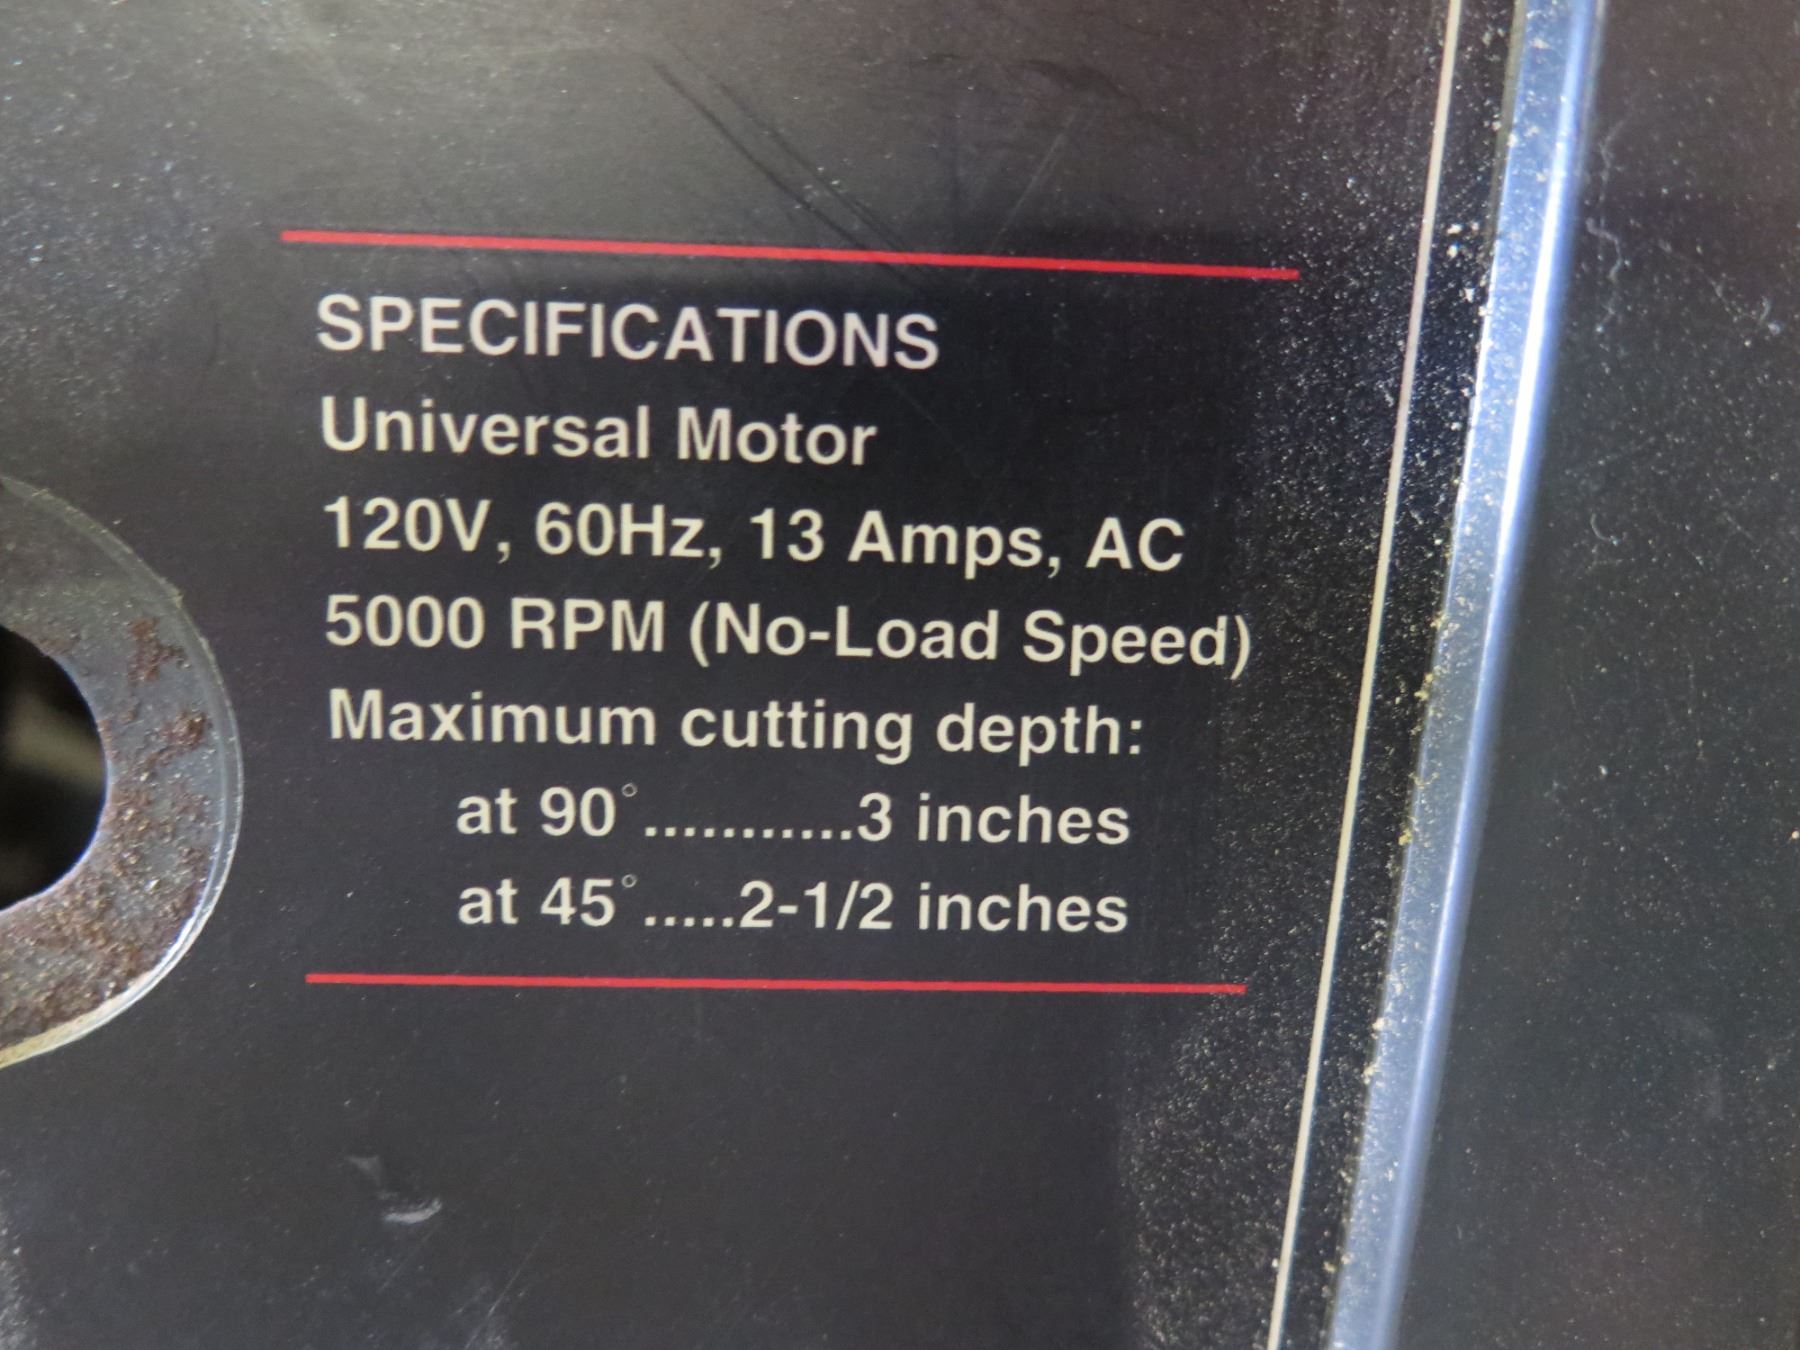 SPECIFICATIONS
Universal Motor
120V, 60Hz, 13 Amps, AC
5000 RPM (No-Load Speed)
Maximum cutting depth:
at 90°...........3 inches
at 45°.....2-1/2 inches